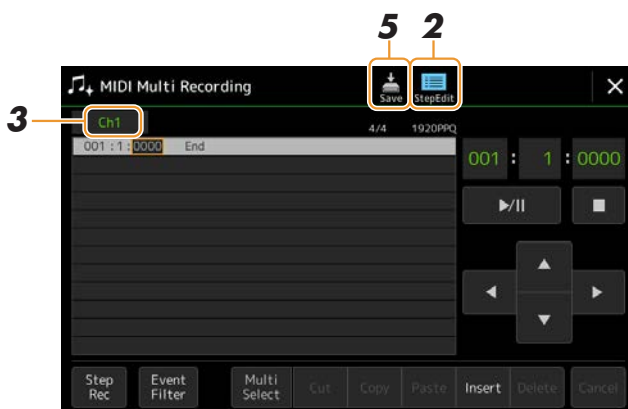 5 2
MIDI Multi Recording
Save StepEdit
3
Ch1
4/4 1920PPQ
001 : 1 : 0000 End
001 : 1 : 0000
Step Rec
Event Filter
Multi Select
Cut
Copy
Paste
Insert
Delete
Cancel